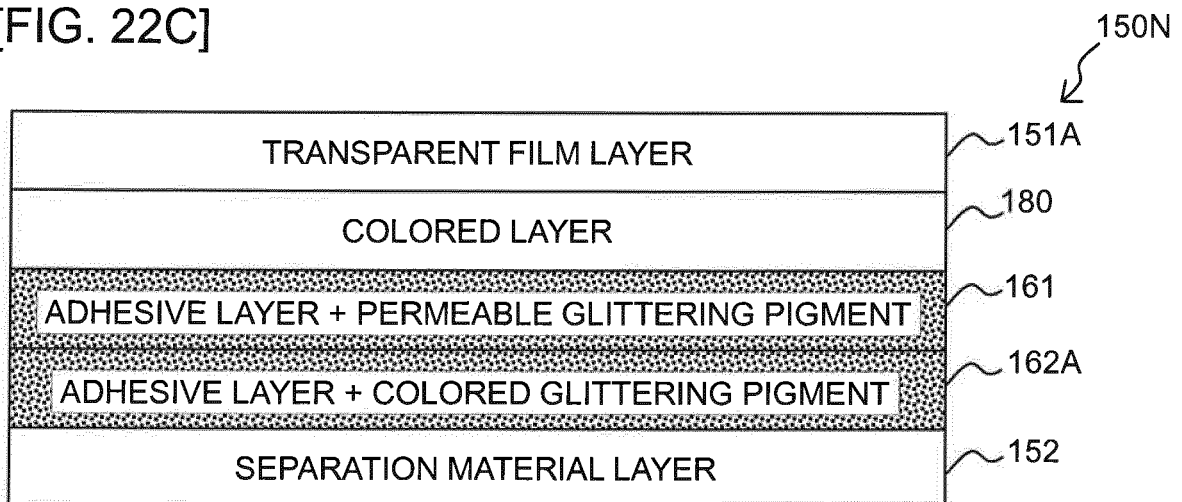 [FIG. 22C]
150N
TRANSPARENT FILM LAYER 151A
COLORED LAYER 180
ADHESIVE LAYER + PERMEABLE GLITTERING PIGMENT 161
ADHESIVE LAYER + COLORED GLITTERING PIGMENT 162A
SEPARATION MATERIAL LAYER 152